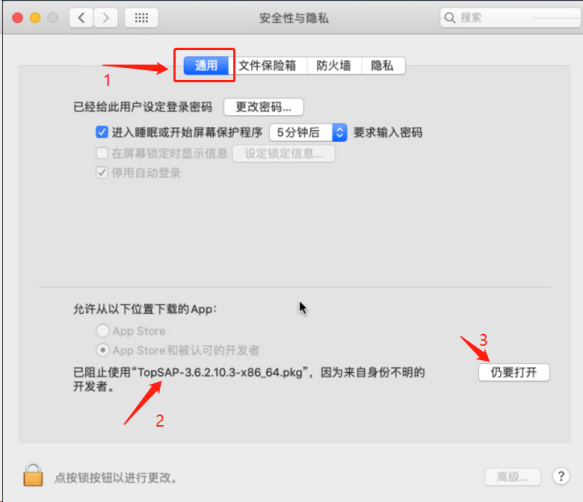 安全性与隐私
搜索
1
通用 文件保险箱 防火墙 隐私
已经给此用户设定登录密码 更改密码...
进入睡眠或开始屏幕保护程序 5分钟后 要求输入密码
在屏幕锁定时显示信息 设定锁定信息...
停用自动登录
允许从以下位置下载的App:
App Store
App Store和被认可的开发者
3
已阻止使用“TopSAP-3.6.2.10.3-x86_64.pkg”，因为来自身份不明的
开发者。
仍要打开
2
点按锁按钮以进行更改。
高级...
?